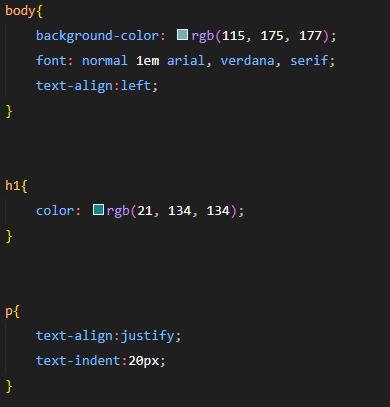 body{
    background-color: rgb(115, 175, 177);
    font: normal 1em arial, verdana, serif;
    text-align:left;
}
h1{
    color: rgb(21, 134, 134);
}
p{
    text-align:justify;
    text-indent:20px;
}